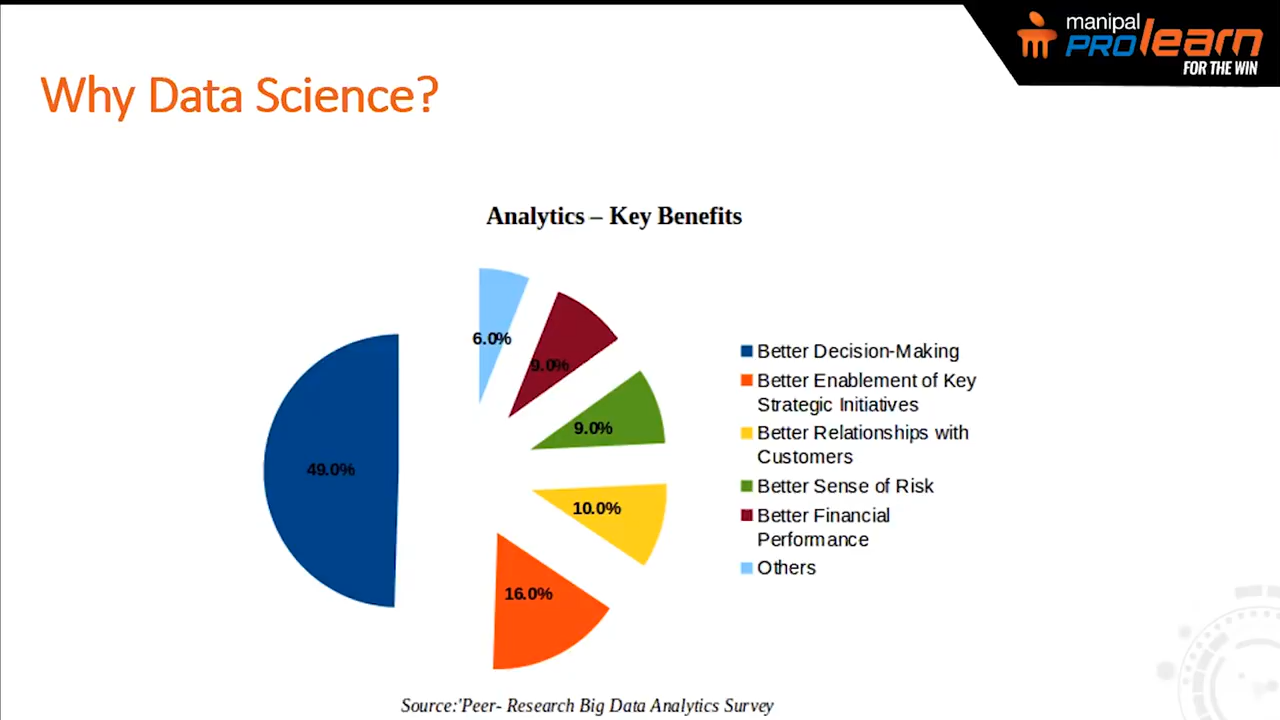 manipal
PRO learn
FOR THE WIN
Why Data Science?
Analytics – Key Benefits
6.0%
9.0%
9.0%
49.0%
10.0%
16.0%
Better Decision-Making
Better Enablement of Key
Strategic Initiatives
Better Relationships with
Customers
Better Sense of Risk
Better Financial
Performance
Others
Source:'Peer- Research Big Data Analytics Survey